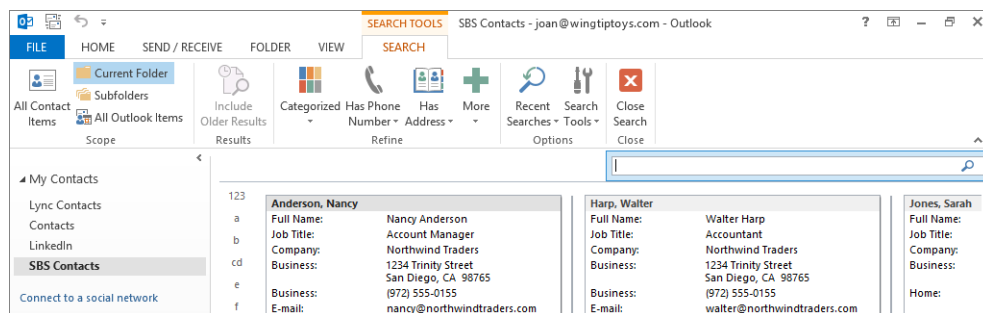 SEARCH TOOLS SBS Contacts - joan@wingtiptoys.com - Outlook ?
FILE HOME SEND / RECEIVE FOLDER VIEW SEARCH
All Contact Items
Current Folder
Subfolders
All Outlook Items
Scope
Include Older Results
Results
Categorized
Has Phone Number
Has Address
More
Refine
Recent Searches
Search Tools
Options
Close Search
Close
My Contacts
Lync Contacts
Contacts
LinkedIn
SBS Contacts
Connect to a social network
123
a
b
cd
e
f
Anderson, Nancy
Full Name: Nancy Anderson
Job Title: Account Manager
Company: Northwind Traders
Business: 1234 Trinity Street
San Diego, CA 98765
Business: (972) 555-0155
E-mail: nancy@northwindtraders.com
Harp, Walter
Full Name: Walter Harp
Job Title: Accountant
Company: Northwind Traders
Business: 1234 Trinity Street
San Diego, CA 98765
Business: (972) 555-0155
E-mail: walter@northwindtraders.com
Jones, Sarah
Full Name:
Job Title:
Company:
Business:
Home: